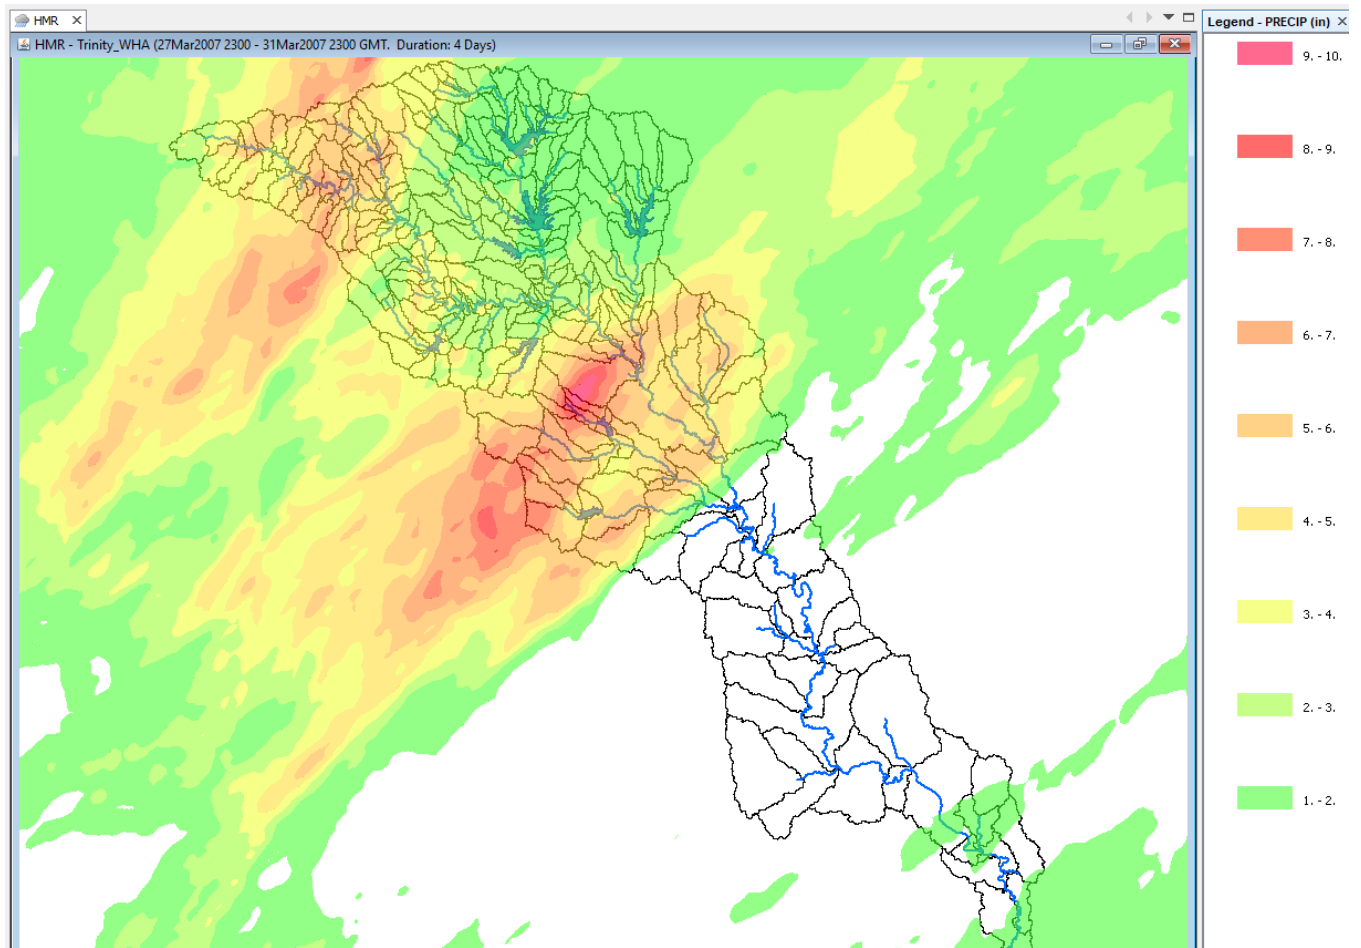 HMR
HMR - Trinity_WHA (27Mar2007 2300 - 31Mar2007 2300 GMT. Duration: 4 Days)
Legend - PRECIP (in)
9. - 10.
8. - 9.
7. - 8.
6. - 7.
5. - 6.
4. - 5.
3. - 4.
2. - 3.
1. - 2.